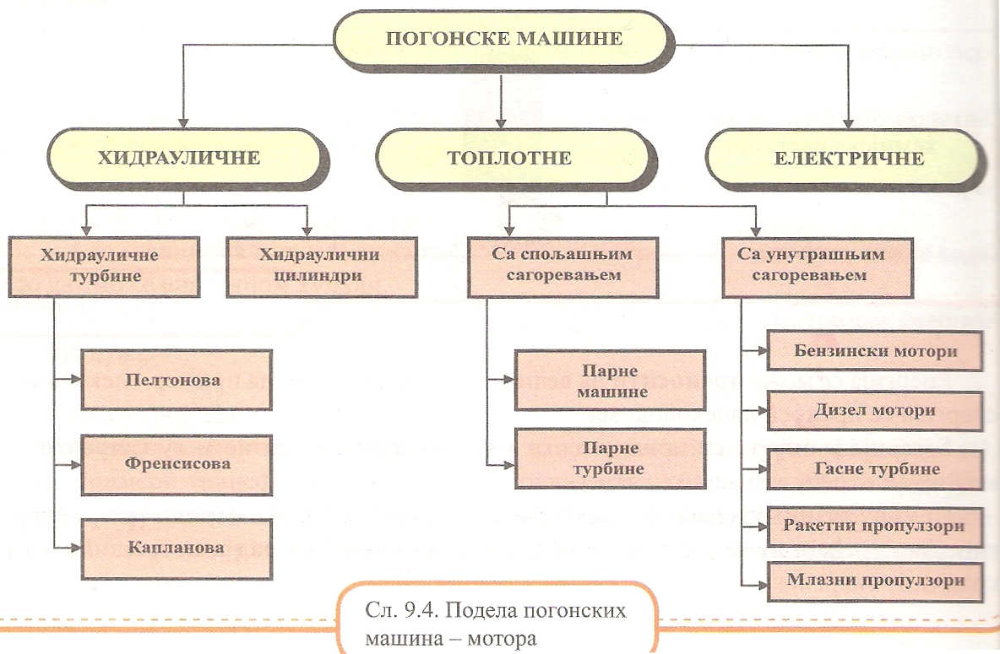 ПОГОНСКЕ МАШИНЕ
ХИДРАУЛИЧНЕ
ТОПЛОТНЕ
ЕЛЕКТРИЧНЕ
Хидрауличне
турбине
Хидраулични
цилиндри
Са спољашњим
сагоревањем
Са унутрашњим
сагоревањем
Пелтонова
Френсисова
Капланова
Парне
машине
Парне
турбине
Бензински мотори
Дизел мотори
Гасне турбине
Ракетни пропулзори
Млазни пропулзори
Сл. 9.4. Подела погонских
машина – мотора